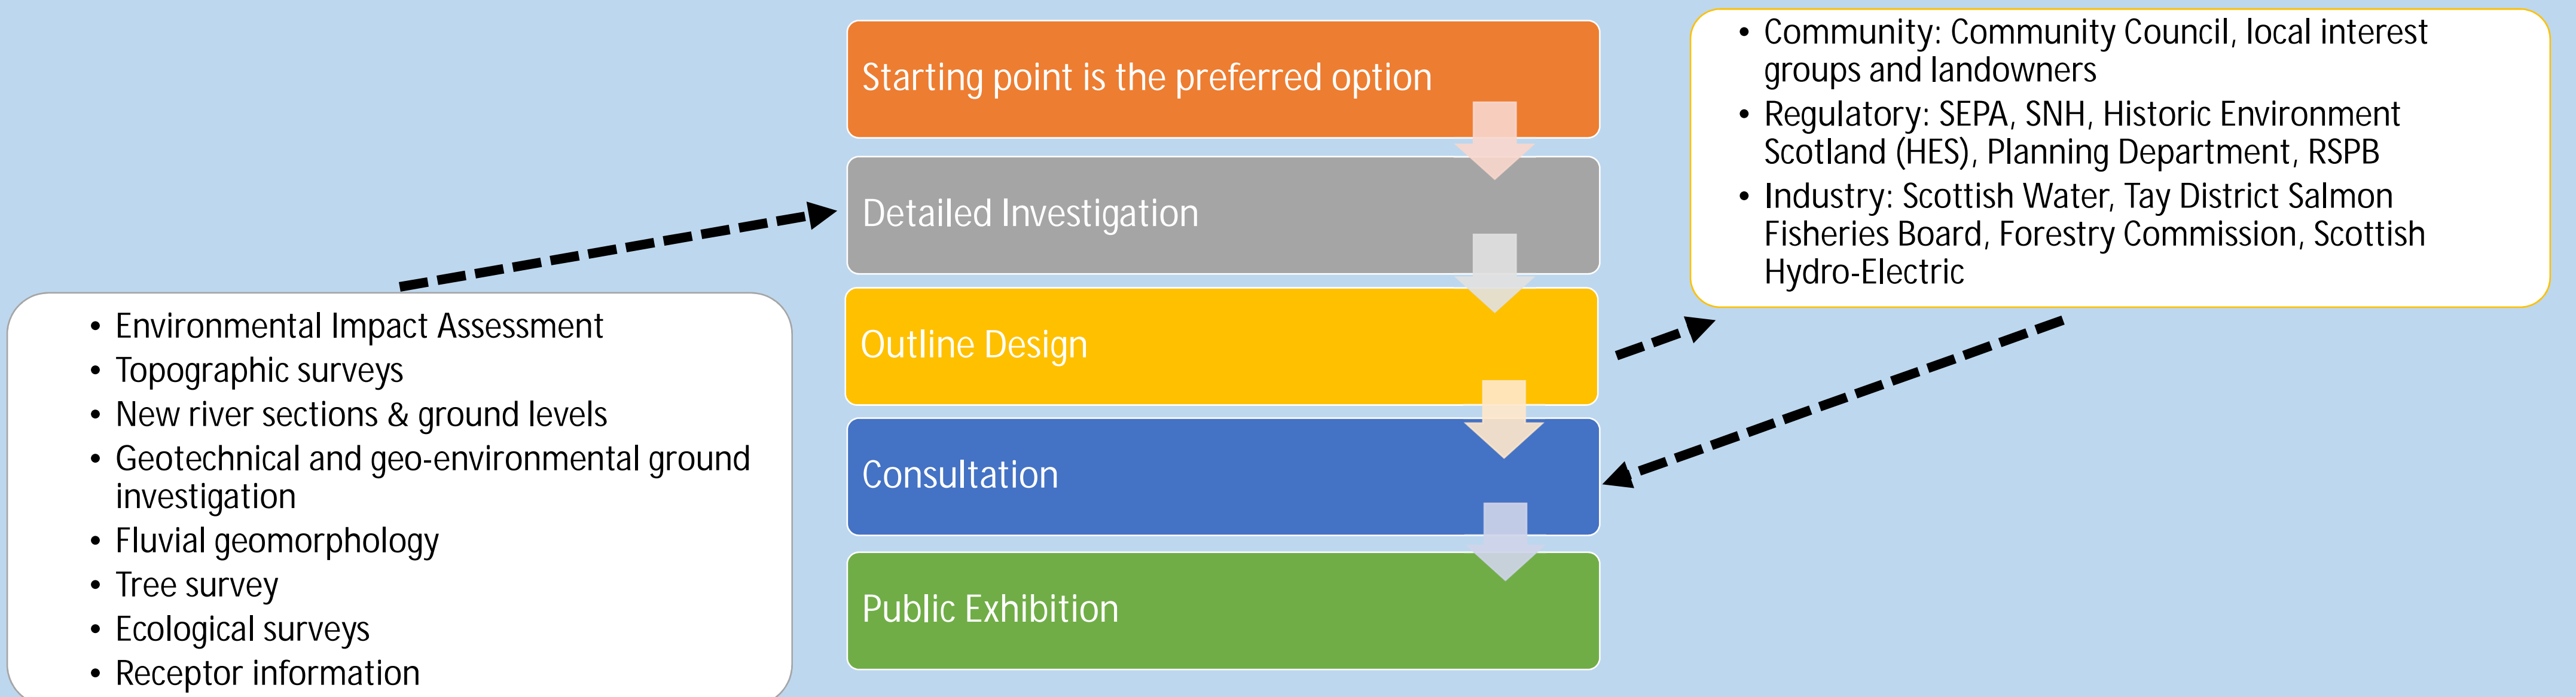 Starting point is the preferred option
Detailed Investigation
Outline Design
Consultation
Public Exhibition
• Environmental Impact Assessment
• Topographic surveys
• New river sections & ground levels
• Geotechnical and geo-environmental ground
investigation
• Fluvial geomorphology
• Tree survey
• Ecological surveys
• Receptor information
• Community: Community Council, local interest
groups and landowners
• Regulatory: SEPA, SNH, Historic Environment
Scotland (HES), Planning Department, RSPB
• Industry: Scottish Water, Tay District Salmon
Fisheries Board, Forestry Commission, Scottish
Hydro-Electric